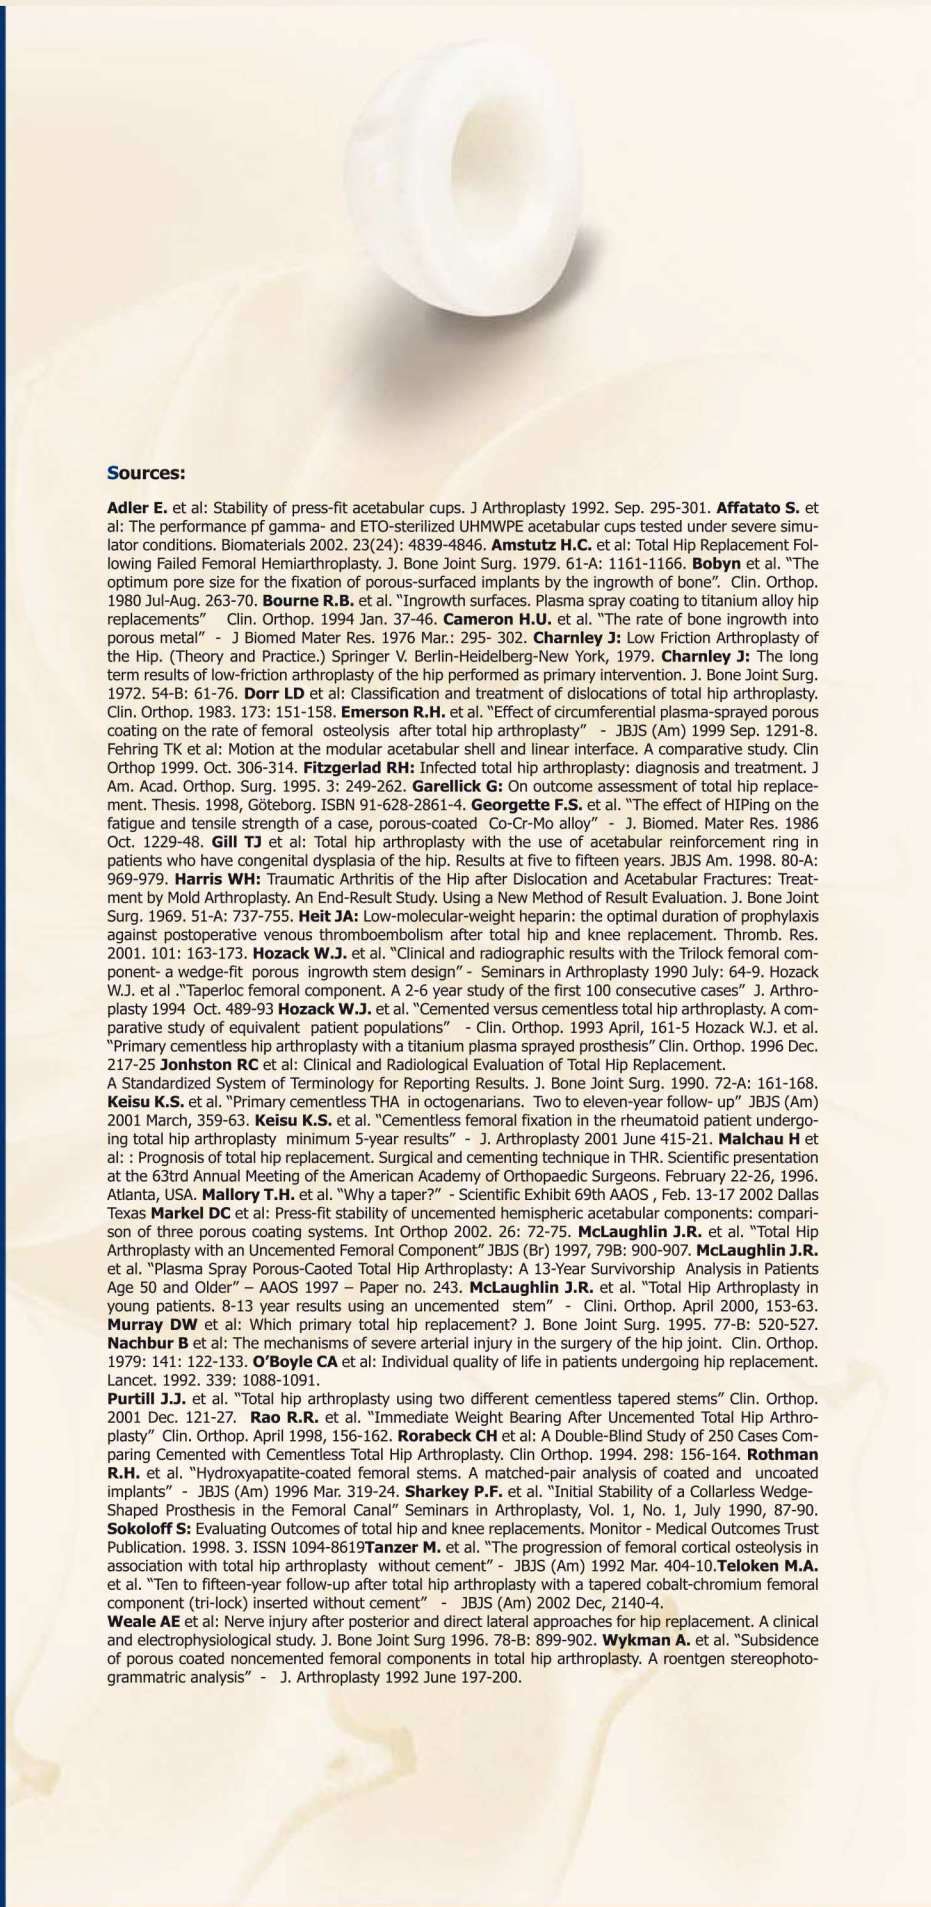 Sources:
Adler E. et al: Stability of press-fit acetabular cups. J Arthroplasty 1992. Sep. 295-301. Affatato S. et
al: The performance pf gamma- and ETO-sterilized UHMWPE acetabular cups tested under severe simu-
lator conditions. Biomaterials 2002. 23(24): 4839-4846. Amstutz H.C. et al: Total Hip Replacement Fol-
lowing Failed Femoral Hemiarthroplasty. J. Bone Joint Surg. 1979. 61-A: 1161-1166. Bobyn et al. “The
optimum pore size for the fixation of porous-surfaced implants by the ingrowth of bone”. Clin. Orthop.
1980 Jul-Aug. 263-70. Bourne R.B. et al. “Ingrowth surfaces. Plasma spray coating to titanium alloy hip
replacements” Clin. Orthop. 1994 Jan. 37-46. Cameron H.U. et al. “The rate of bone ingrowth into
porous metal” - J Biomed Mater Res. 1976 Mar.: 295- 302. Charnley J: Low Friction Arthroplasty of
the Hip. (Theory and Practice.) Springer V. Berlin-Heidelberg-New York, 1979. Charnley J: The long
term results of low-friction arthroplasty of the hip performed as primary intervention. J. Bone Joint Surg.
1972. 54-B: 61-76. Dorr LD et al: Classification and treatment of dislocations of total hip arthroplasty.
Clin. Orthop. 1983. 173: 151-158. Emerson R.H. et al. “Effect of circumferential plasma-sprayed porous
coating on the rate of femoral osteolysis after total hip arthroplasty” - JBJS (Am) 1999 Sep. 1291-8.
Fehring TK et al: Motion at the modular acetabular shell and linear interface. A comparative study. Clin
Orthop 1999. Oct. 306-314. Fitzgerlad RH: Infected total hip arthroplasty: diagnosis and treatment. J
Am. Acad. Orthop. Surg. 1995. 3: 249-262. Garellick G: On outcome assessment of total hip replace-
ment. Thesis. 1998, Göteborg. ISBN 91-628-2861-4. Georgette F.S. et al. “The effect of HIPing on the
fatigue and tensile strength of a case, porous-coated Co-Cr-Mo alloy” - J. Biomed. Mater Res. 1986
Oct. 1229-48. Gill TJ et al: Total hip arthroplasty with the use of acetabular reinforcement ring in
patients who have congenital dysplasia of the hip. Results at five to fifteen years. JBJS Am. 1998. 80-A:
969-979. Harris WH: Traumatic Arthritis of the Hip after Dislocation and Acetabular Fractures: Treat-
ment by Mold Arthroplasty. An End-Result Study. Using a New Method of Result Evaluation. J. Bone Joint
Surg. 1969. 51-A: 737-755. Heit JA: Low-molecular-weight heparin: the optimal duration of prophylaxis
against postoperative venous thromboembolism after total hip and knee replacement. Thromb. Res.
2001. 101: 163-173. Hozack W.J. et al. “Clinical and radiographic results with the Trilock femoral com-
ponent- a wedge-fit porous ingrowth stem design” - Seminars in Arthroplasty 1990 July: 64-9. Hozack
W.J. et al .“Taperloc femoral component. A 2-6 year study of the first 100 consecutive cases” J. Arthro-
plasty 1994 Oct. 489-93 Hozack W.J. et al. “Cemented versus cementless total hip arthroplasty. A com-
parative study of equivalent patient populations” - Clin. Orthop. 1993 April, 161-5 Hozack W.J. et al.
“Primary cementless hip arthroplasty with a titanium plasma sprayed prosthesis” Clin. Orthop. 1996 Dec.
217-25 Jonhston RC et al: Clinical and Radiological Evaluation of Total Hip Replacement.
A Standardized System of Terminology for Reporting Results. J. Bone Joint Surg. 1990. 72-A: 161-168.
Keisu K.S. et al. “Primary cementless THA in octogenarians. Two to eleven-year follow- up” JBJS (Am)
2001 March, 359-63. Keisu K.S. et al. “Cementless femoral fixation in the rheumatoid patient undergo-
ing total hip arthroplasty minimum 5-year results” - J. Arthroplasty 2001 June 415-21. Malchau H et
al: : Prognosis of total hip replacement. Surgical and cementing technique in THR. Scientific presentation
at the 63trd Annual Meeting of the American Academy of Orthopaedic Surgeons. February 22-26, 1996.
Atlanta, USA. Mallory T.H. et al. “Why a taper?” - Scientific Exhibit 69th AAOS , Feb. 13-17 2002 Dallas
Texas Markel DC et al: Press-fit stability of uncemented hemispheric acetabular components: compari-
son of three porous coating systems. Int Orthop 2002. 26: 72-75. McLaughlin J.R. et al. “Total Hip
Arthroplasty with an Uncemented Femoral Component” JBJS (Br) 1997, 79B: 900-907. McLaughlin J.R.
et al. “Plasma Spray Porous-Caoted Total Hip Arthroplasty: A 13-Year Survivorship Analysis in Patients
Age 50 and Older” – AAOS 1997 – Paper no. 243. McLaughlin J.R. et al. “Total Hip Arthroplasty in
young patients. 8-13 year results using an uncemented stem” - Clini. Orthop. April 2000, 153-63.
Murray DW et al: Which primary total hip replacement? J. Bone Joint Surg. 1995. 77-B: 520-527.
Nachbur B et al: The mechanisms of severe arterial injury in the surgery of the hip joint. Clin. Orthop.
1979: 141: 122-133. O’Boyle CA et al: Individual quality of life in patients undergoing hip replacement.
Lancet. 1992. 339: 1088-1091.
Purtill J.J. et al. “Total hip arthroplasty using two different cementless tapered stems” Clin. Orthop.
2001 Dec. 121-27. Rao R.R. et al. “Immediate Weight Bearing After Uncemented Total Hip Arthro-
plasty” Clin. Orthop. April 1998, 156-162. Rorabeck CH et al: A Double-Blind Study of 250 Cases Com-
paring Cemented with Cementless Total Hip Arthroplasty. Clin Orthop. 1994. 298: 156-164. Rothman
R.H. et al. “Hydroxyapatite-coated femoral stems. A matched-pair analysis of coated and uncoated
implants” - JBJS (Am) 1996 Mar. 319-24. Sharkey P.F. et al. “Initial Stability of a Collarless Wedge-
Shaped Prosthesis in the Femoral Canal” Seminars in Arthroplasty, Vol. 1, No. 1, July 1990, 87-90.
Sokoloff S: Evaluating Outcomes of total hip and knee replacements. Monitor - Medical Outcomes Trust
Publication. 1998. 3. ISSN 1094-8619Tanzer M. et al. “The progression of femoral cortical osteolysis in
association with total hip arthroplasty without cement” - JBJS (Am) 1992 Mar. 404-10.Teloken M.A.
et al. “Ten to fifteen-year follow-up after total hip arthroplasty with a tapered cobalt-chromium femoral
component (tri-lock) inserted without cement” - JBJS (Am) 2002 Dec, 2140-4.
Weale AE et al: Nerve injury after posterior and direct lateral approaches for hip replacement. A clinical
and electrophysiological study. J. Bone Joint Surg 1996. 78-B: 899-902. Wykman A. et al. “Subsidence
of porous coated noncemented femoral components in total hip arthroplasty. A roentgen stereophoto-
grammatric analysis” - J. Arthroplasty 1992 June 197-200.